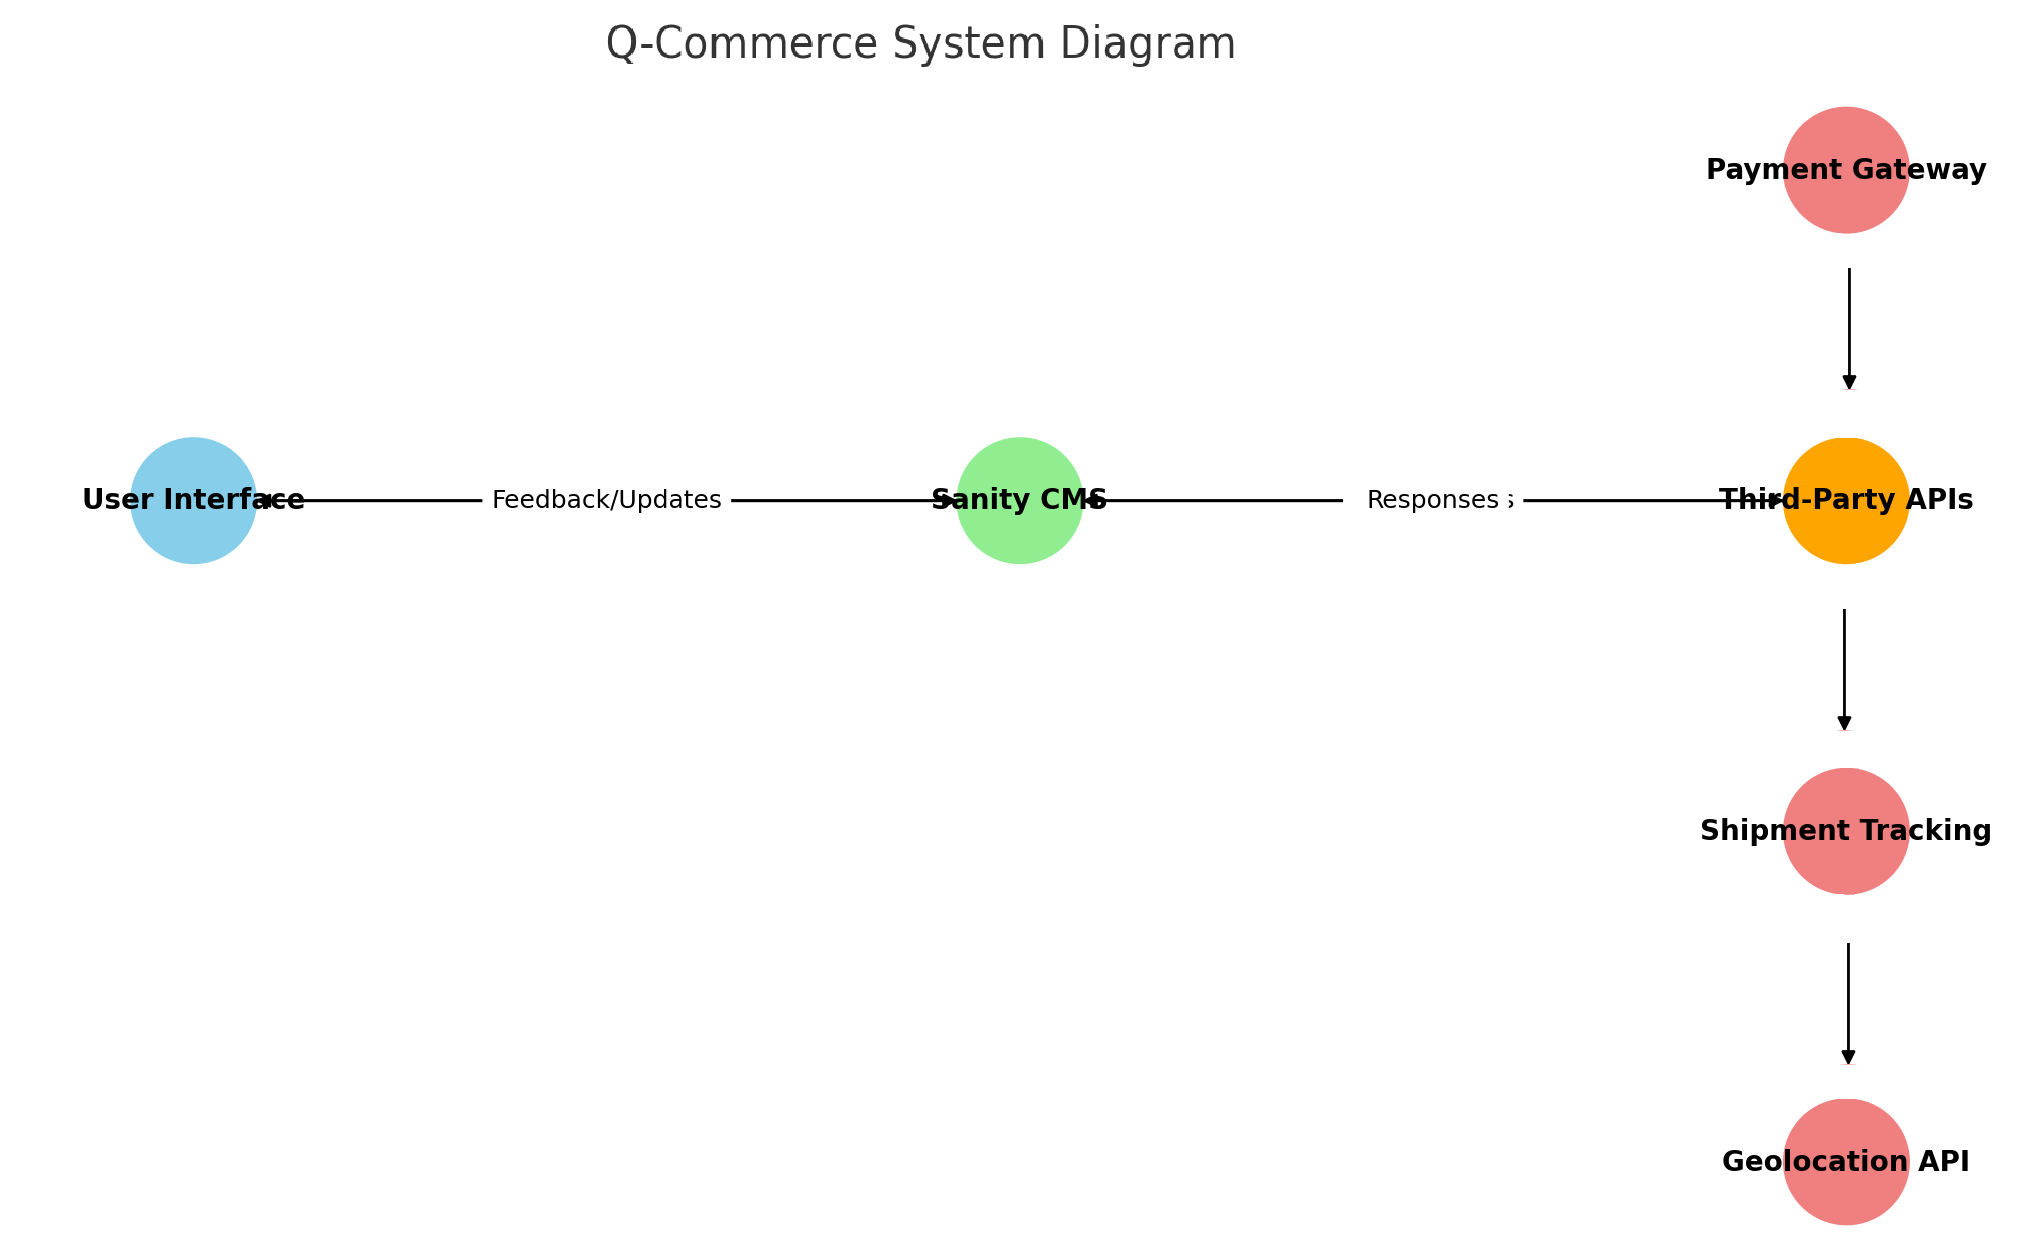 Q-Commerce System Diagram
Payment Gateway
User Interface
Feedback/Updates
Sanity CMS
Responses
Third-Party APIs
Shipment Tracking
Geolocation API